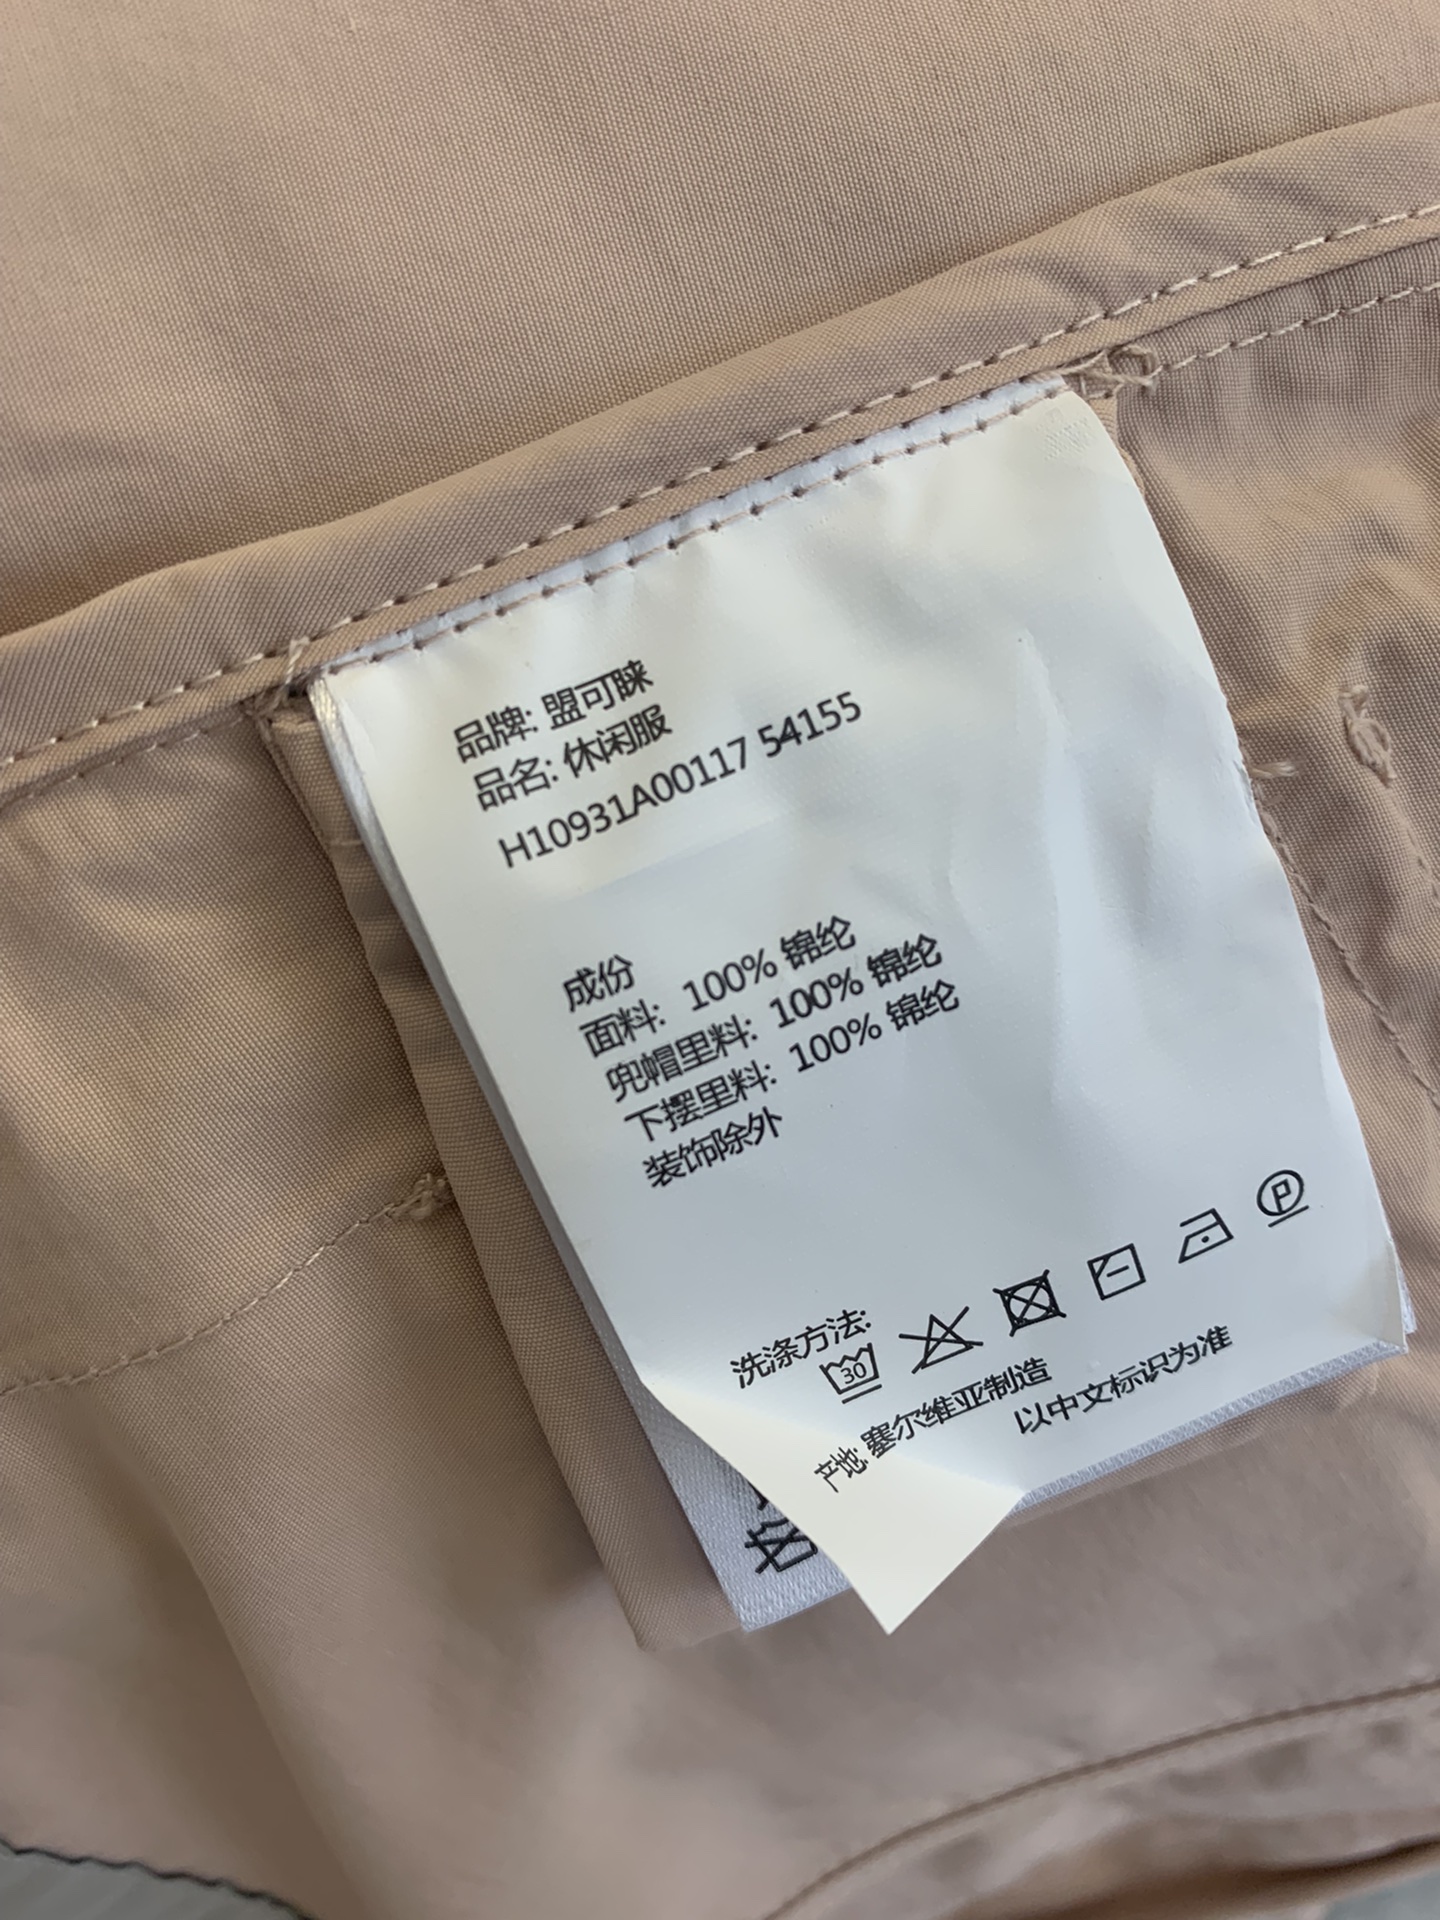 品牌: 盟可睐
品名: 休闲服
H10931A00117 54155
成份
面料: 100% 锦纶
兜帽里料: 100% 锦纶
下摆里料: 100% 锦纶
装饰除外
洗涤方法:
30
P
产地: 塞尔维亚制造
以中文标识为准